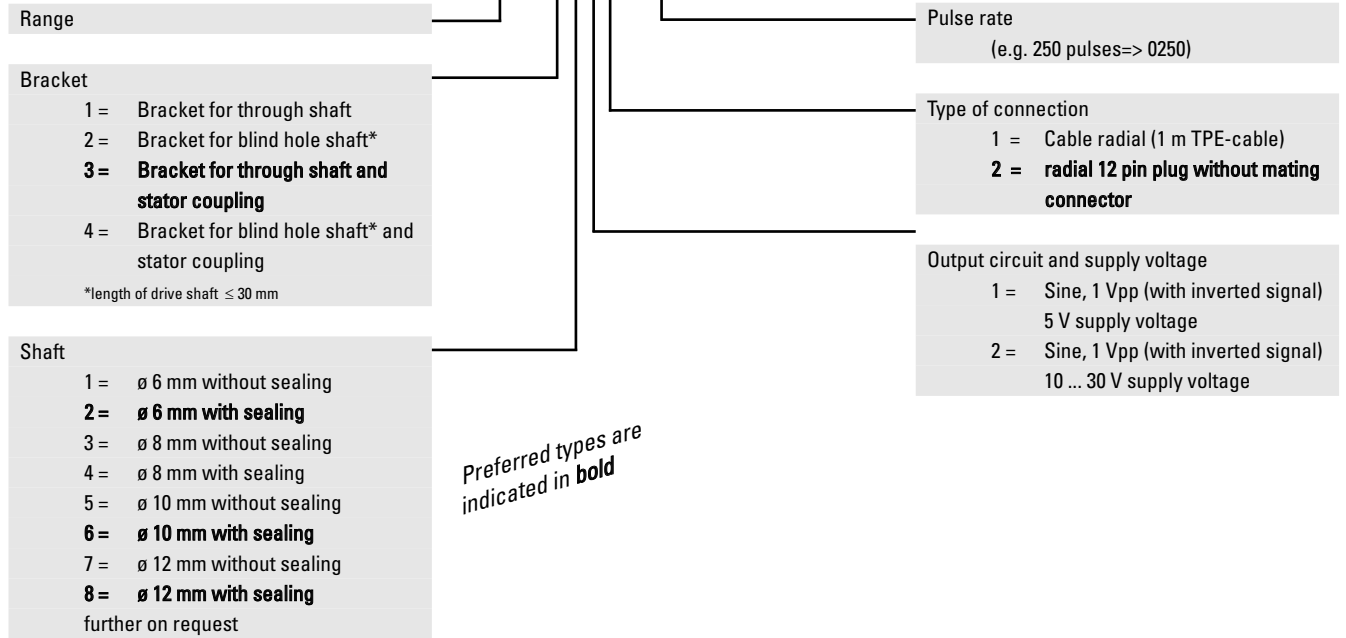 Range
Bracket
1 = Bracket for through shaft
2 = Bracket for blind hole shaft*
3 = Bracket for through shaft and
stator coupling
4 = Bracket for blind hole shaft* and
stator coupling
*length of drive shaft ≤ 30 mm
Shaft
1 = ø 6 mm without sealing
2 = ø 6 mm with sealing
3 = ø 8 mm without sealing
4 = ø 8 mm with sealing
5 = ø 10 mm without sealing
6 = ø 10 mm with sealing
7 = ø 12 mm without sealing
8 = ø 12 mm with sealing
further on request
Preferred types are
indicated in bold
Pulse rate
(e.g. 250 pulses=> 0250)
Type of connection
1 = Cable radial (1 m TPE-cable)
2 = radial 12 pin plug without mating
connector
Output circuit and supply voltage
1 = Sine, 1 Vpp (with inverted signal)
5 V supply voltage
2 = Sine, 1 Vpp (with inverted signal)
10 ... 30 V supply voltage